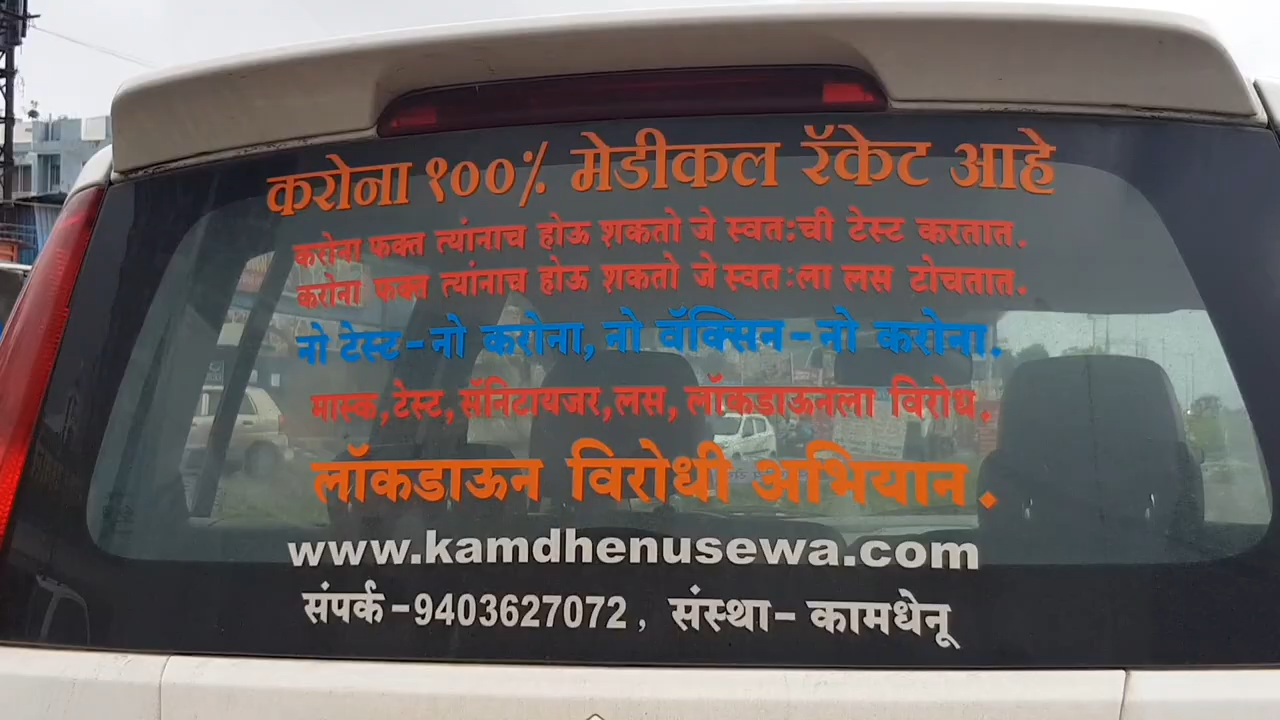 करोना १००% मेडीकल रॅकेट आहे
करोना फक्त त्यांनाच होऊ शकतो जे स्वत:ची टेस्ट करतात.
करोना फक्त त्यांनाच होऊ शकतो जे स्वत:ला लस टोचतात.
नो टेस्ट-नो करोना, नो वॅक्सिन-नो करोना.
मास्क,टेस्ट,सॅनिटायजर,लस, लॉकडाऊनला विरोध.
लॉकडाऊन विरोधी अभियान.
www.kamdhenusewa.com
संपर्क-9403627072, संस्था- कामधेनू